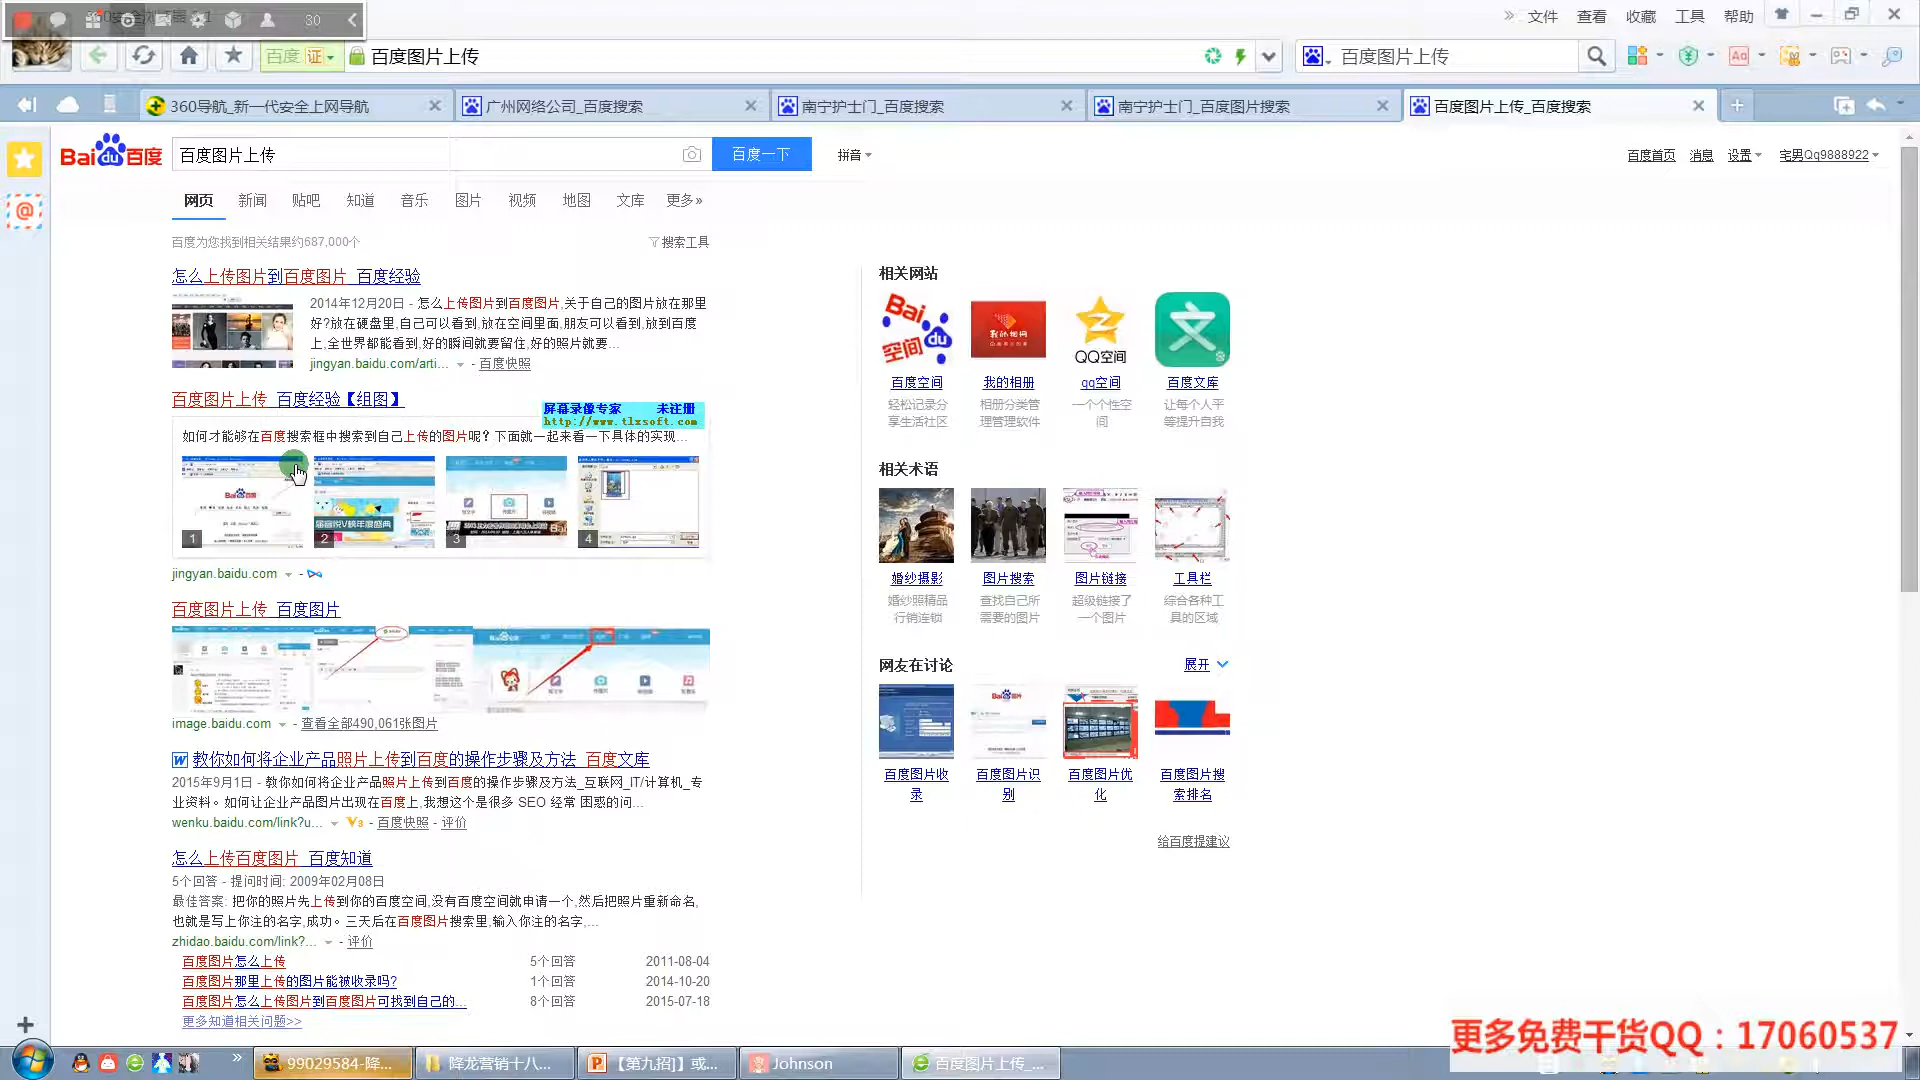 30
文件 查看 收藏 工具 帮助
百度 证 百度图片上传
百度图片上传
360导航_新一代安全上网导航
广州网络公司_百度搜索
南宁护士门_百度搜索
南宁护士门_百度图片搜索
百度图片上传_百度搜索
Bai du 百度
百度图片上传
百度一下
拼音
百度首页 消息 设置 宅男Qq9888922
网页 新闻 贴吧 知道 音乐 图片 视频 地图 文库 更多»
百度为您找到相关结果约687,000个
搜索工具
怎么上传图片到百度图片_百度经验
2014年12月20日 - 怎么上传图片到百度图片,关于自己的图片放在那里
好?放在硬盘里,自己可以看到,放在空间里面,朋友可以看到,放到百度
上,全世界都能看到,好的瞬间就要留住,好的照片就要...
jingyan.baidu.com/arti... - 百度快照
百度图片上传_百度经验【组图】
屏幕录像专家 未注册
http://www.tlxsoft.com
如何才能够在百度搜索框中搜索到自己上传的图片呢？下面就一起来看一下具体的实现...
1
2
3
4
jingyan.baidu.com -
百度图片上传_百度图片
image.baidu.com - 查看全部490,061张图片
教你如何将企业产品照片上传到百度的操作步骤及方法_百度文库
2015年9月1日 - 教你如何将企业产品照片上传到百度的操作步骤及方法_互联网_IT/计算机_专
业资料。如何让企业产品图片出现在百度上,我想这个是很多 SEO 经常 困惑的问...
wenku.baidu.com/link?u... V3 - 百度快照 - 评价
怎么上传百度图片_百度知道
5个回答 - 提问时间: 2009年02月08日
最佳答案: 把你的照片先上传到你的百度空间,没有百度空间就申请一个,然后把照片重新命名,
也就是写上你注的名字,成功。三天后在百度图片搜索里,输入你注的名字,...
zhidao.baidu.com/link?... - 评价
百度图片怎么上传 5个回答 2011-08-04
百度图片那里上传的图片能被收录吗? 1个回答 2014-10-20
百度图片怎么上传图片到百度图片可找到自己的... 8个回答 2015-07-18
更多知道相关问题>>
相关网站
Bai du 空间
我的相册
QQ空间
百度空间 我的相册 qq空间 百度文库
轻松记录分 相册分类管 一个个性空 让每个人平
享生活社区 理管理软件 间 等提升自我
相关术语
婚纱摄影 图片搜索 图片链接 工具栏
婚纱照精品 查找自己所 超级链接了 综合各种工
行销连锁 需要的图片 一个图片 具的区域
网友在讨论
展开
百度图片收 百度图片识 百度图片优 百度图片搜
录 别 化 索排名
给百度提建议
更多免费干货QQ：17060537
99029584-降...
降龙营销十八...
【第九招]】或...
Johnson
百度图片上传_...